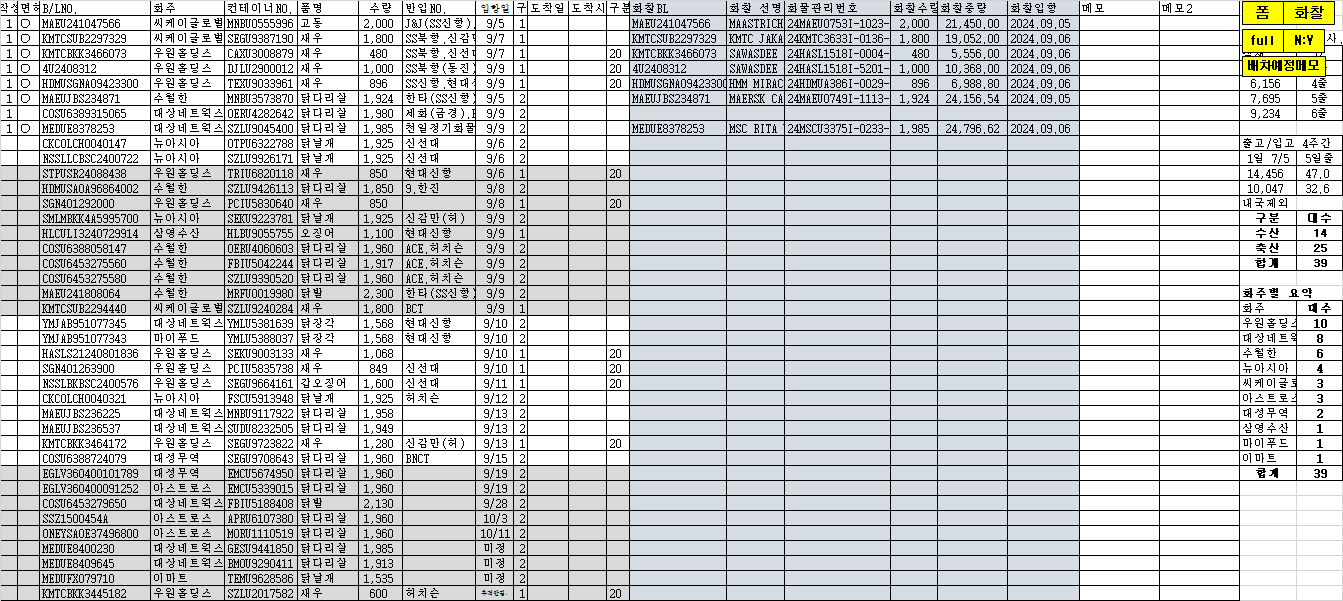 작성 면허 B/LNO. 화주 컨테이너NO. 품명 수량 반입NO. 입항일 구 도착일 도착시 구분 화찰BL 화찰 선명 화물관리번호 화찰수량 화찰중량 화찰입항 메모 메모2 폼 화찰
1 ○ MAEU241047566 씨케이글로벌 MNBU0555996 고등 2,000 J&J(SS신항). 9/5 1 MAEU241047566 MAASTRICH 24MAEU0753I-1023- 2,000 21,450.00 2024.09.05
1 ○ KMTCSUB2297329 씨케이글로벌 SEGU9387190 새우 1,800 SS북항,신감만 9/7 1 KMTCSUB2297329 KMTC JAKA 24KMTC3633I-0136- 1,800 19,052.00 2024.09.06 full N:Y 사.
1 ○ KMTCBKK3466073 우원홀딩스 CAXU3008879 새우 480 SS북항,신선 9/7 1 20 KMTCBKK3466073 SAWASDEE 24HASL1518I-0004- 480 5,556.00 2024.09.06
1 ○ 4U2408312 우원홀딩스 DJLU2900012 새우 1,000 SS북항(동진) 9/9 1 20 4U2408312 SAWASDEE 24HASL1518I-5201- 1,000 10,368.00 2024.09.06 배차예정메모
1 ○ HDMUSGNA09423300 우원홀딩스 TEXU9033961 새우 896 SS신항,현대 9/9 1 20 HDMUSGNA09423300 HMM MIRAC 24HDMUA386I-0029- 896 6,988.80 2024.09.06 6,156 4줄
1 ○ MAEUJBS234871 수월한 MNBU3573870 닭다리살 1,924 한타(SS신항) 9/5 2 MAEUJBS234871 MAERSK CA 24MAEU0749I-1113- 1,924 24,156.54 2024.09.05 7,695 5줄
1 COSU6389315065 대상네트웍스 OERU4282642 닭다리살 1,980 세화(금경).B 9/6 2 9,234 6줄
1 ○ MEDUE8378253 대상네트웍스 SZLU9045400 닭다리살 1,985 천일정기화물 9/6 2 MEDUE8378253 MSC RITA 24MSCU3375I-0233- 1,985 24,796.62 2024.09.06
CKCOLCH0040147 뉴아시아 OTPU6322788 닭날개 1,925 신선대 9/6 2 출고/입고 4주간
NSSLLCBSC2400722 뉴아시아 SZLU9926171 닭날개 1,925 신선대 9/6 2 1일 7/5 5일줄
STPUSR24088438 우원홀딩스 TRIU6820118 새우 850 현대신항 9/6 1 20 14,456 47.0
HDMUSAOA96864002 수월한 SZLU9426113 닭다리살 1,850 9.한진 9/8 2 10,047 32.6
SGN401292000 우원홀딩스 PCIU5830640 새우 850 9/8 1 20 내국제외
SMLMBKK4A5995700 뉴아시아 SEKU9223781 닭날개 1,925 신감만(허) 9/9 2 구분 대수
HLCULI3240729914 삼영수산 HLBU9055755 오징어 1,100 현대신항 9/9 1 수산 14
COSU6388058147 수월한 OERU4060603 닭다리살 1,960 ACE.허치슨 9/9 2 축산 25
COSU6453275560 수월한 FBIU5042244 닭다리살 1,917 ACE.허치슨 9/9 2 합계 39
COSU6453275580 수월한 SZLU9390520 닭다리살 1,960 ACE.허치슨 9/9 2
MAEU241808064 수월한 MRFU0019980 닭발 2,300 한타(SS신항) 9/9 2 화주별 요약
KMTCSUB2294440 씨케이글로벌 SZLU9240284 새우 1,800 BCT 9/9 1 화주 대수
YMJAB951077345 대상네트웍스 YMLU5381639 닭장각 1,568 현대신항 9/10 2 우원홀딩스 10
YMJAB951077343 마이푸드 YMLU5388037 닭장각 1,568 현대신항 9/10 2 대상네트웍 8
HASLS21240801836 우원홀딩스 SEKU9003133 새우 1,068 9/10 1 20 수월한 6
SGN401263900 우원홀딩스 PCIU5835738 새우 849 신선대 9/10 1 20 뉴아시아 4
NSSLBKBSC2400576 우원홀딩스 SEGU9664161 갑오징어 1,600 신선대 9/11 1 20 씨케이글로 3
CKCOLCH0040321 뉴아시아 FSCU5913948 닭날개 1,925 허치슨 9/12 2 아스트로스 3
MAEUJBS236225 대상네트웍스 MNBU9117922 닭다리살 1,958 9/13 2 대성무역 2
MAEUJBS236537 대상네트웍스 SUDU8232505 닭다리살 1,949 9/13 2 삼영수산 1
KMTCBKK3464172 우원홀딩스 SEGU9723822 새우 1,280 신감만(허) 9/13 1 20 마이푸드 1
COSU6388724079 대성무역 SEGU9708643 닭다리살 1,960 BNCT 9/15 2 이마트 1
EGLV360400101789 대성무역 EMCU5674950 닭다리살 1,960 9/19 2 합계 39
EGLV360400091252 아스트로스 EMCU5339015 닭다리살 1,960 9/19 2
COSU6453279650 대상네트웍스 FBIU5188408 닭발 2,130 9/28 2
SSZ1500454A 아스트로스 APRU6107380 닭다리살 1,960 10/3 2
ONEYSAOE37496800 아스트로스 MORU1110519 닭다리살 1,960 10/11 2
MEDUE8400230 대상네트웍스 GESU9441850 닭다리살 1,985 미정 2
MEDUE8409645 대상네트웍스 BMOU9290411 닭다리살 1,913 미정 2
MEDUFX079710 이마트 TEMU9628586 닭날개 1,535 미정 2
KMTCBKK3445182 우원홀딩스 SZLU2017582 새우 600 허치슨 1 20